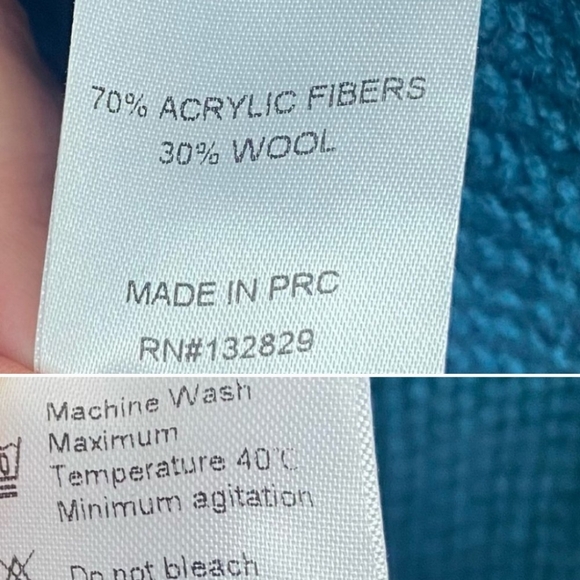 70% ACRYLIC FIBERS
30% WOOL
MADE IN PRC
RN#132829
Machine Wash
Maximum
Temperature 40°C
Minimum agitation
Do not bleach